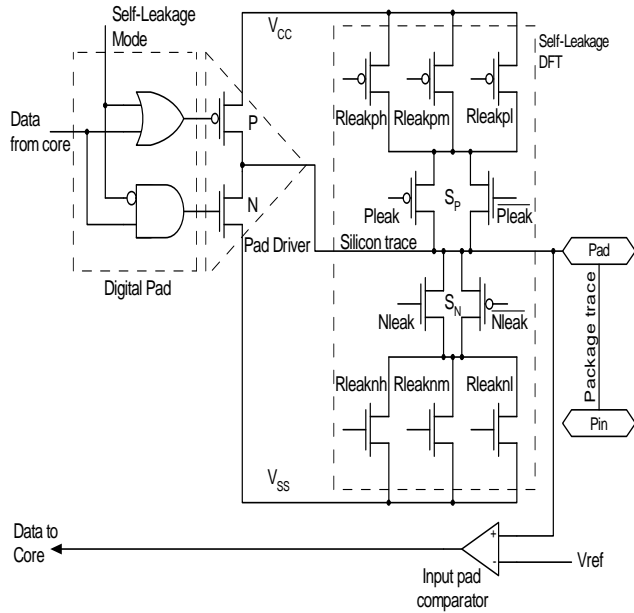 Self-Leakage
Mode
V_CC
Self-Leakage
DFT
Data
from core
P
Rleakph
Rleakpm
Rleakpl
N
Pleak
S_P
P̅l̅e̅a̅k̅
Pad Driver
Silicon trace
Pad
Digital Pad
Nleak
S_N
N̅l̅e̅a̅k̅
Package trace
Rleaknh
Rleaknm
Rleaknl
Pin
V_SS
+
Data to
Core
-
Vref
Input pad
comparator